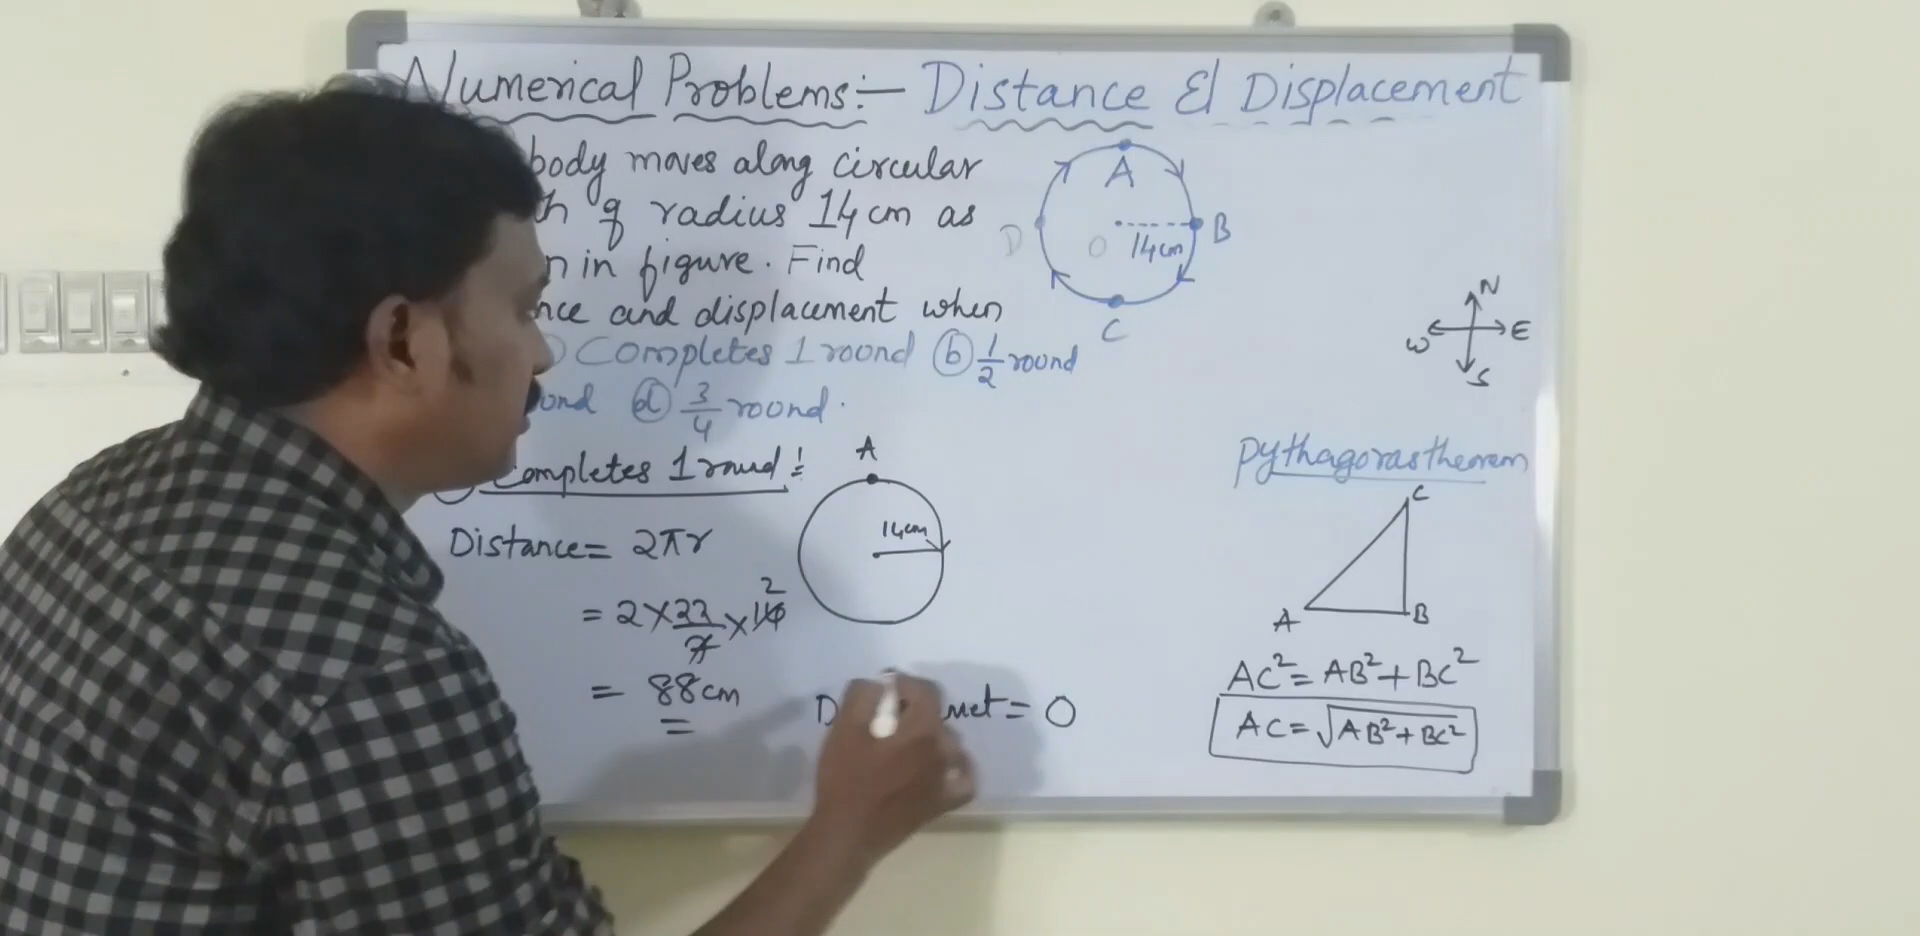 Numerical Problems:- Distance & Displacement
body moves along circular
of radius 14 cm as
in figure. Find
and displacement when
Completes 1 round (b) 1/2 round
(d) 3/4 round.
A
B
C
D
O
14cm
N
W
E
S
Completes 1 round :
A
14cm
Distance = 2πr
= 2 × 22/7 × 14 2
= 88cm
= 0
Pythagoras theorem
C
A
B
AC² = AB² + BC²
AC = √AB² + BC²